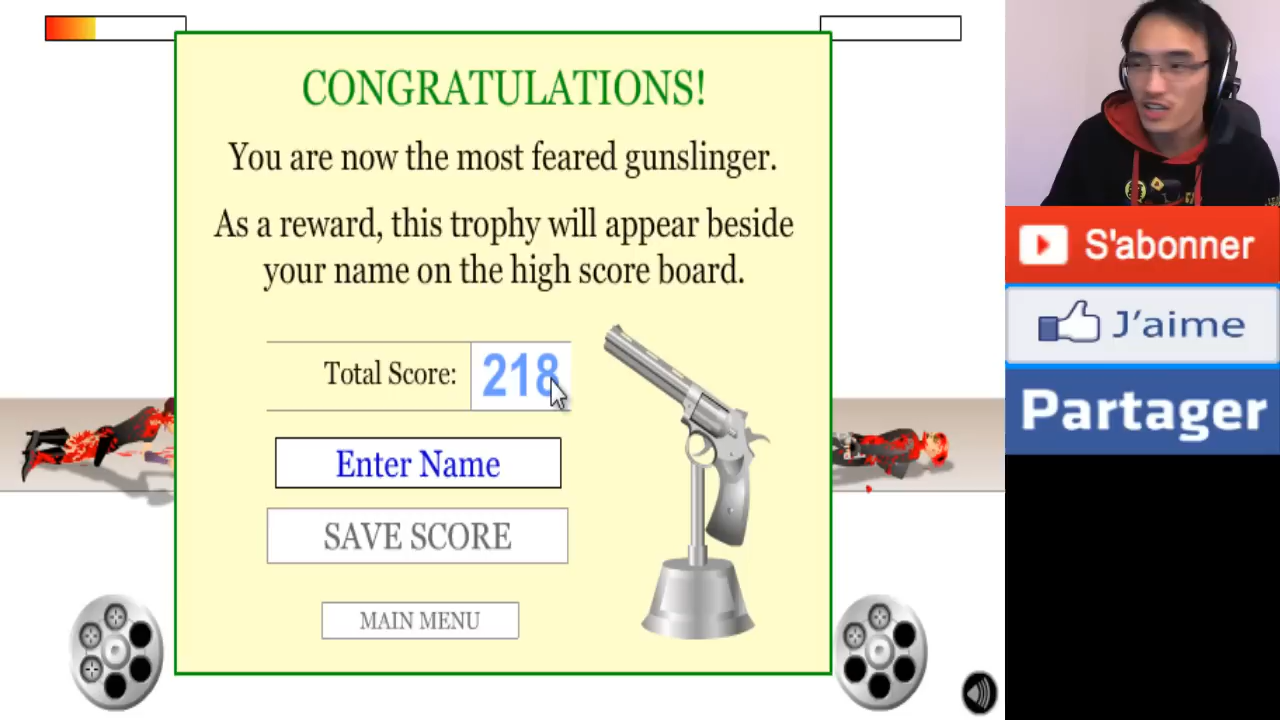 CONGRATULATIONS!
You are now the most feared gunslinger.
As a reward, this trophy will appear beside
your name on the high score board.
Total Score: 218
Enter Name
SAVE SCORE
MAIN MENU
S'abonner
J'aime
Partager